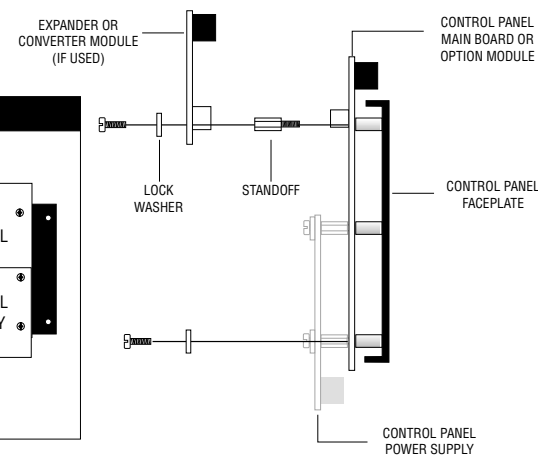 EXPANDER OR
CONVERTER MODULE
(IF USED)
CONTROL PANEL
MAIN BOARD OR
OPTION MODULE
LOCK
WASHER
STANDOFF
CONTROL PANEL
FACEPLATE
L
L
Y
CONTROL PANEL
POWER SUPPLY